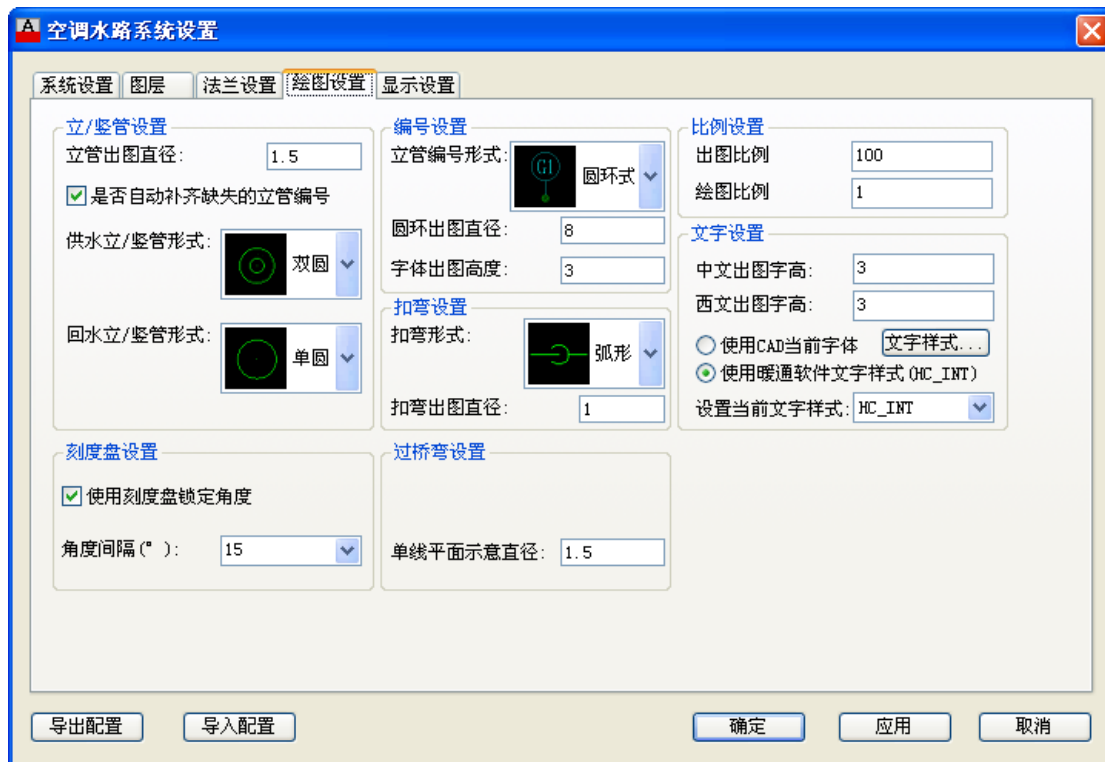 空调水路系统设置
系统设置 图层 法兰设置 绘图设置 显示设置
立/竖管设置
立管出图直径: 1.5
是否自动补齐缺失的立管编号
供水立/竖管形式: 双圆
回水立/竖管形式: 单圆
编号设置
立管编号形式: G1 圆环式
圆环出图直径: 8
字体出图高度: 3
扣弯设置
扣弯形式: 弧形
扣弯出图直径: 1
比例设置
出图比例 100
绘图比例 1
文字设置
中文出图字高: 3
西文出图字高: 3
使用CAD当前字体 文字样式...
使用暖通软件文字样式(HC_INT)
设置当前文字样式: HC_INT
刻度盘设置
使用刻度盘锁定角度
角度间隔(°): 15
过桥弯设置
单线平面示意直径: 1.5
导出配置 导入配置 确定 应用 取消